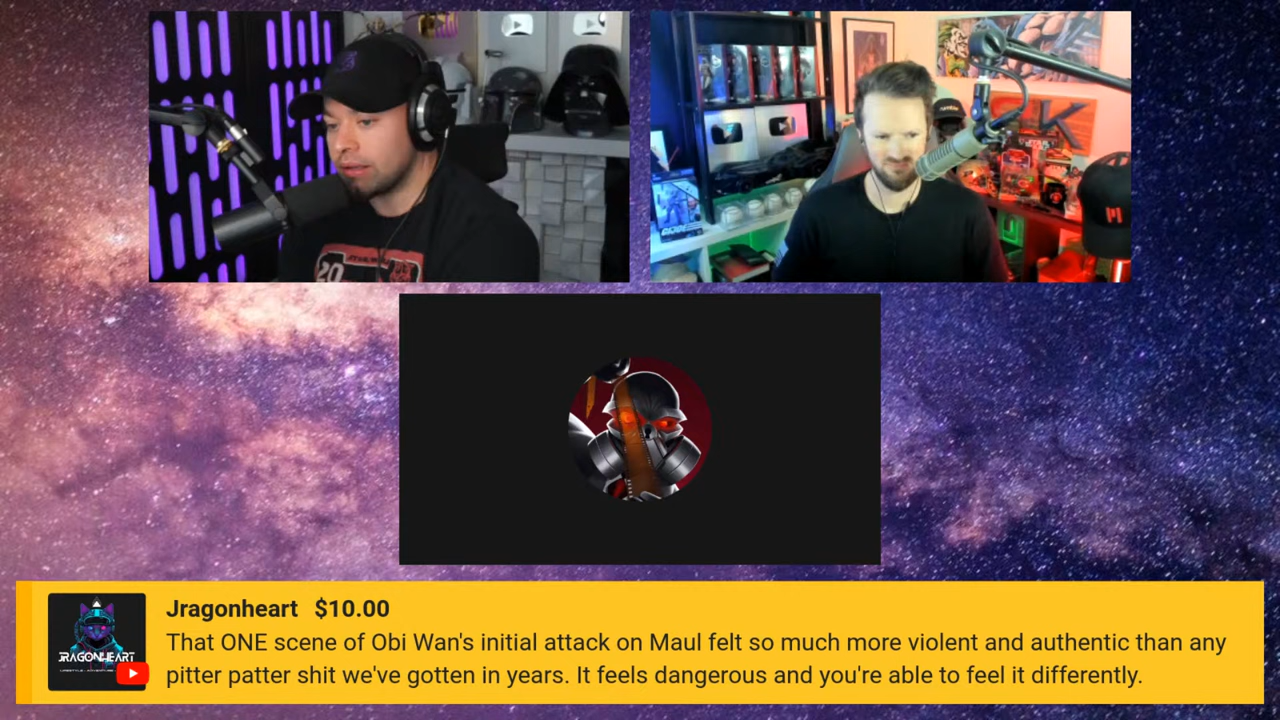 20
K
Jragonheart $10.00
That ONE scene of Obi Wan's initial attack on Maul felt so much more violent and authentic than any
pitter patter shit we've gotten in years. It feels dangerous and you're able to feel it differently.
JRAGONHEART